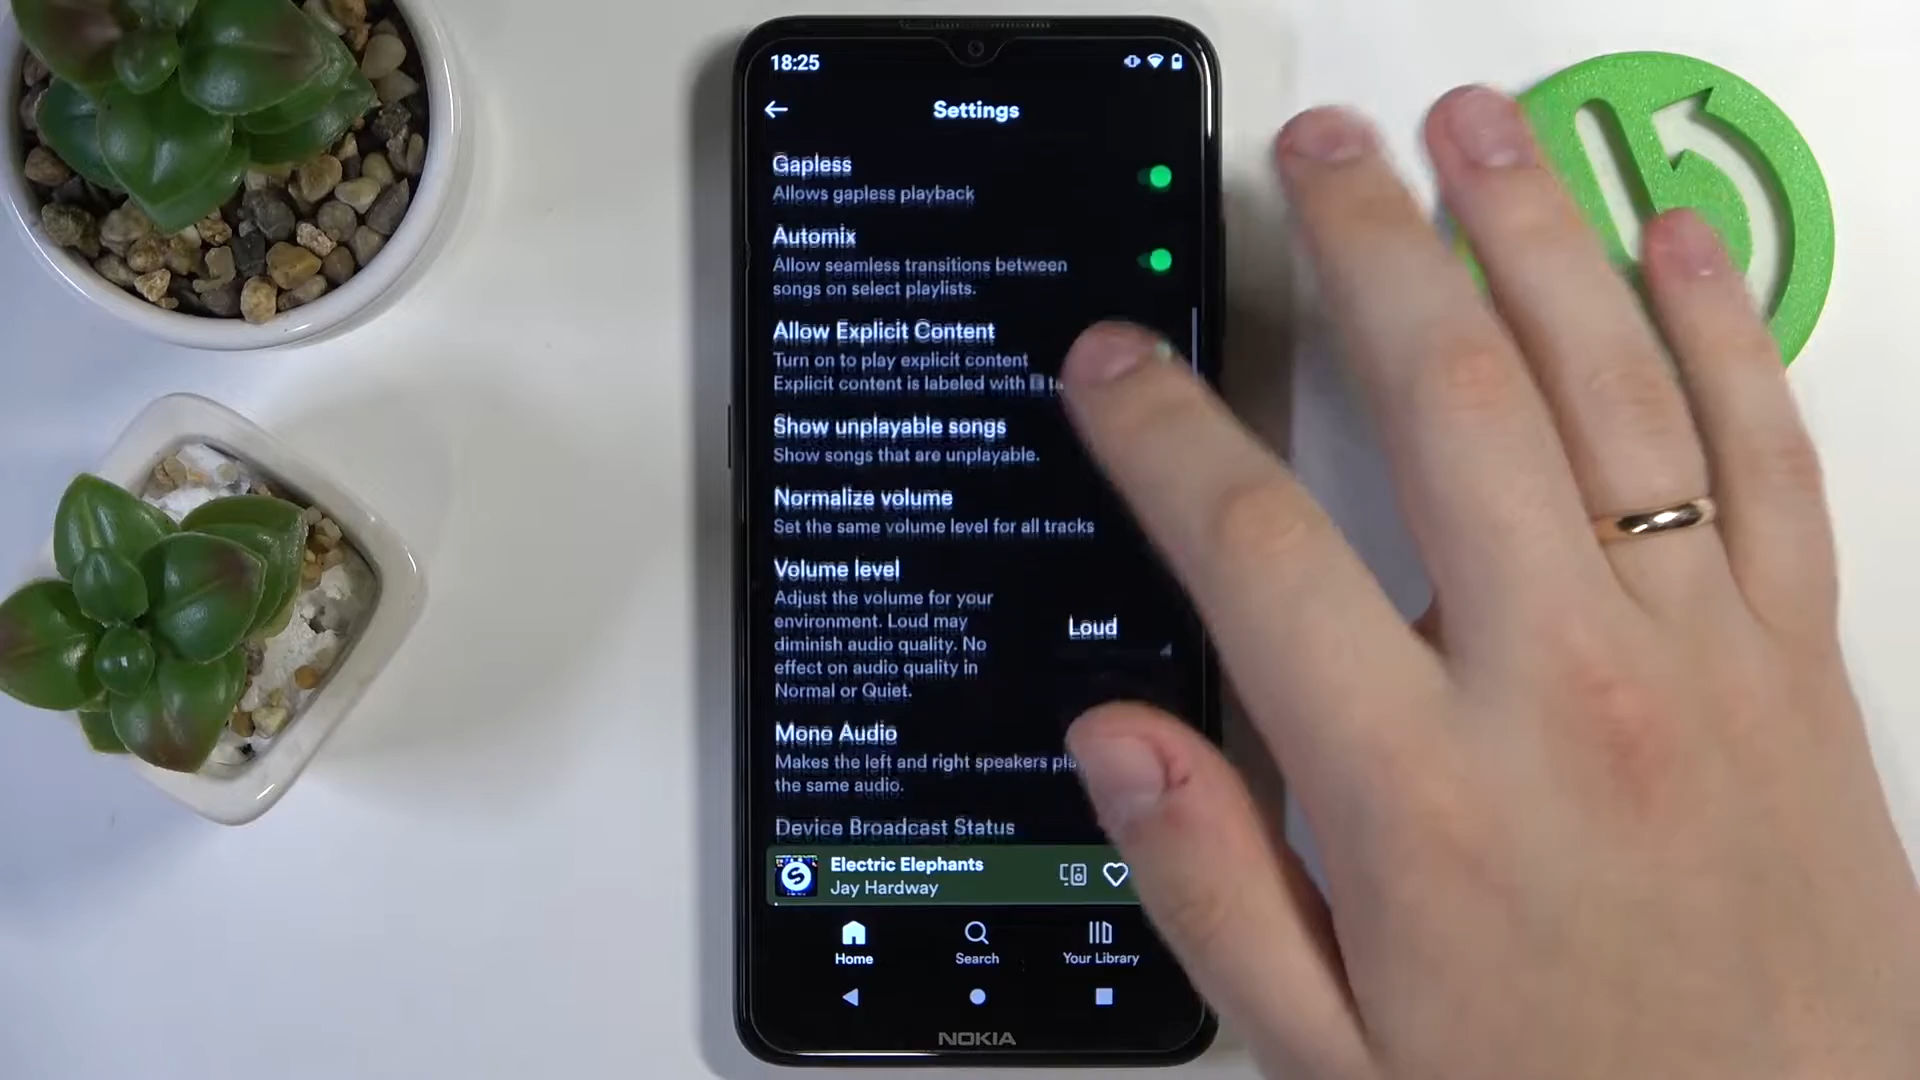 18:25
Settings
Gapless
Allows gapless playback
Automix
Allow seamless transitions between
songs on select playlists.
Allow Explicit Content
Turn on to play explicit content
Explicit content is labeled with E
Show unplayable songs
Show songs that are unplayable.
Normalize volume
Set the same volume level for all tracks
Volume level
Adjust the volume for your
environment. Loud may
diminish audio quality. No
effect on audio quality in
Normal or Quiet.
Loud
Mono Audio
Makes the left and right speakers
the same audio.
Device Broadcast Status
Electric Elephants
Jay Hardway
Home
Search
Your Library
NOKIA